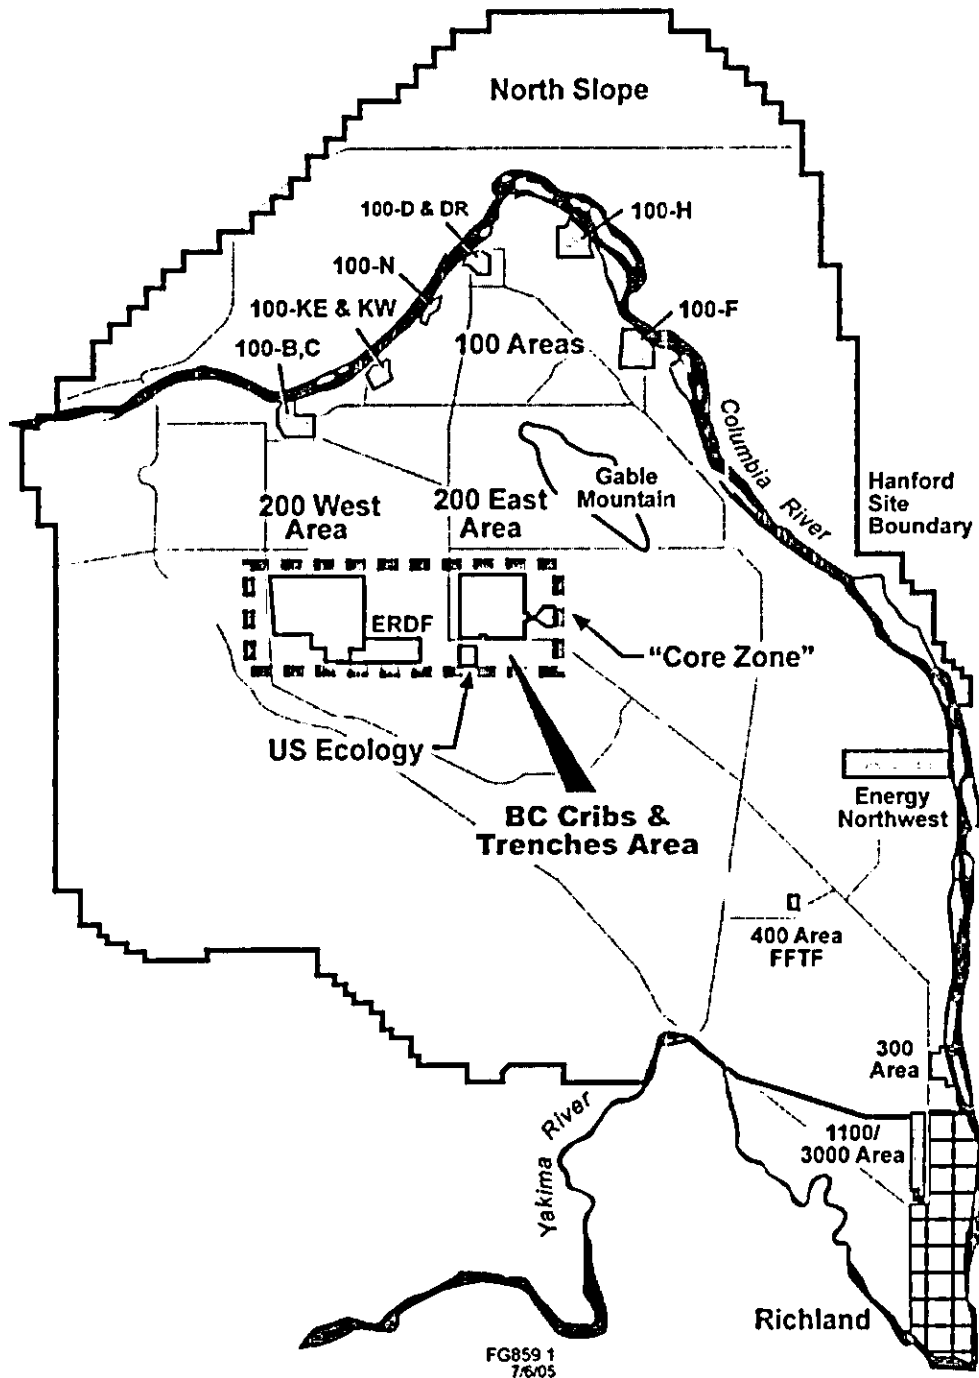 North Slope
100-D & DR
100-H
100-N
100-KE & KW
100-F
100-B,C
100 Areas
Columbia River
Gable
Mountain
Hanford
Site
Boundary
200 West
Area
200 East
Area
ERDF
"Core Zone"
US Ecology
BC Cribs &
Trenches Area
Energy
Northwest
400 Area
FFTF
300
Area
Yakima River
1100/
3000 Area
Richland
FG859 1
7/6/05